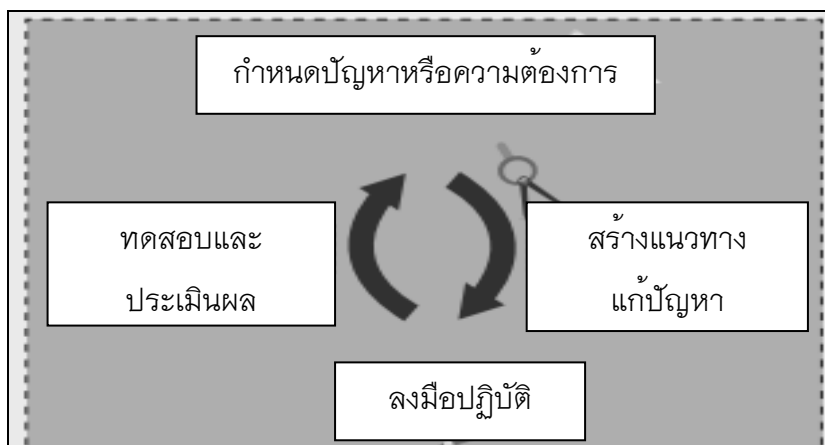 กำหนดปัญหาหรือความต้องการ
ทดสอบและ
ประเมินผล
สร้างแนวทาง
แก้ปัญหา
ลงมือปฏิบัติ